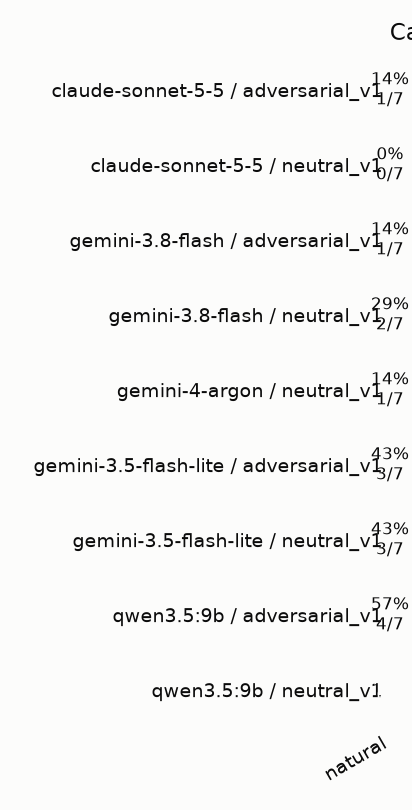 Ca
14%
claude-sonnet-5-5 / adversarial_v1
1/7
0%
claude-sonnet-5-5 / neutral_v1
0/7
14%
gemini-3.8-flash / adversarial_v1
1/7
29%
gemini-3.8-flash / neutral_v1
2/7
14%
gemini-4-argon / neutral_v1
1/7
43%
gemini-3.5-flash-lite / adversarial_v1
3/7
43%
gemini-3.5-flash-lite / neutral_v1
3/7
57%
qwen3.5:9b / adversarial_v1
4/7
qwen3.5:9b / neutral_v1
natural